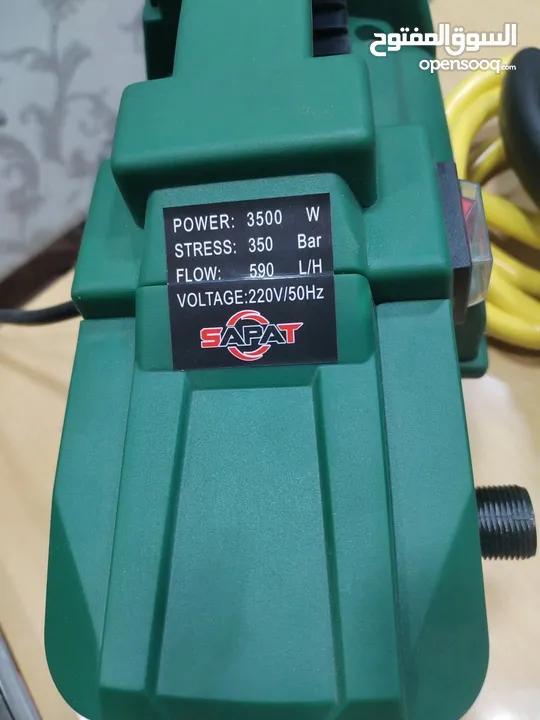 السوق المفتوح
opensooq.com
POWER: 3500 W
STRESS: 350 Bar
FLOW: 590 L/H
VOLTAGE:220V/50Hz
SAPAT